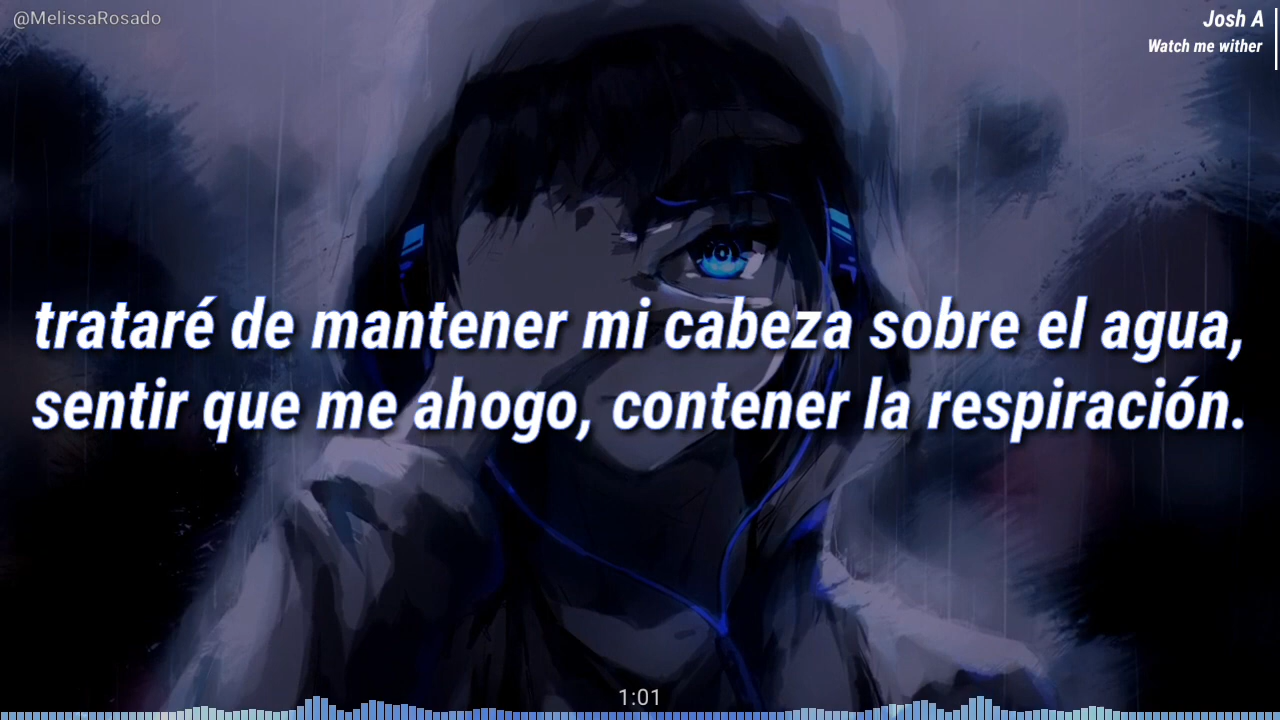 @MelissaRosado
Josh A
Watch me wither
trataré de mantener mi cabeza sobre el agua,
sentir que me ahogo, contener la respiración.
1:01